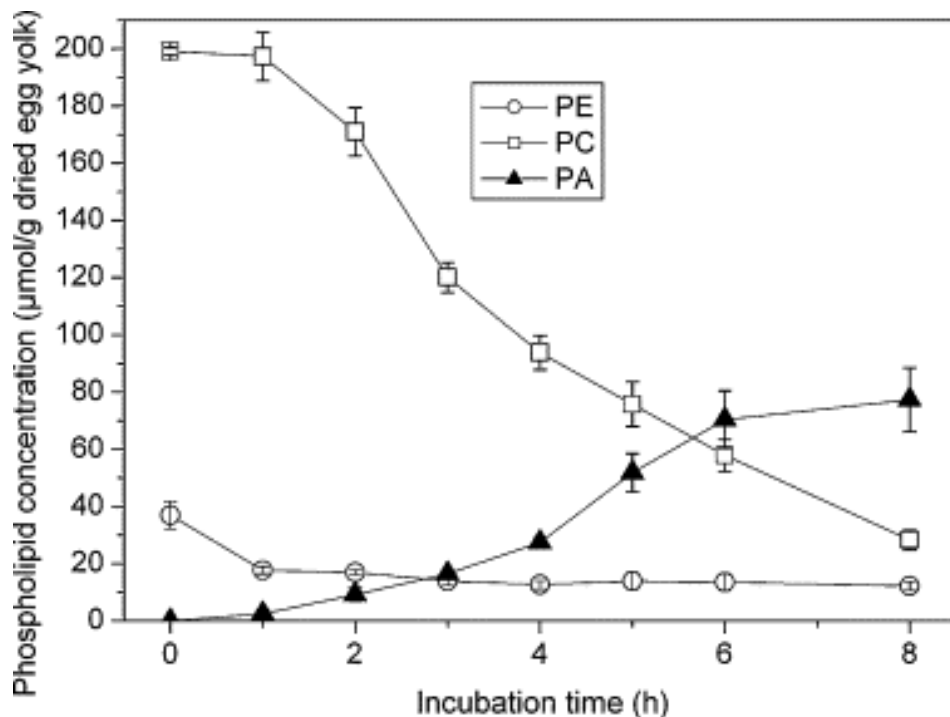 Phospholipid concentration (μmol/g dried egg yolk)
200
180
160
140
120
100
80
60
40
20
0
PE
PC
PA
0 2 4 6 8
Incubation time (h)